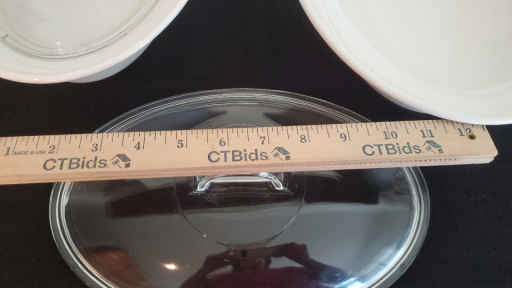 1 2 3 4 5 6 7 8 9 10 11 12
CTBids CTBids CTBids